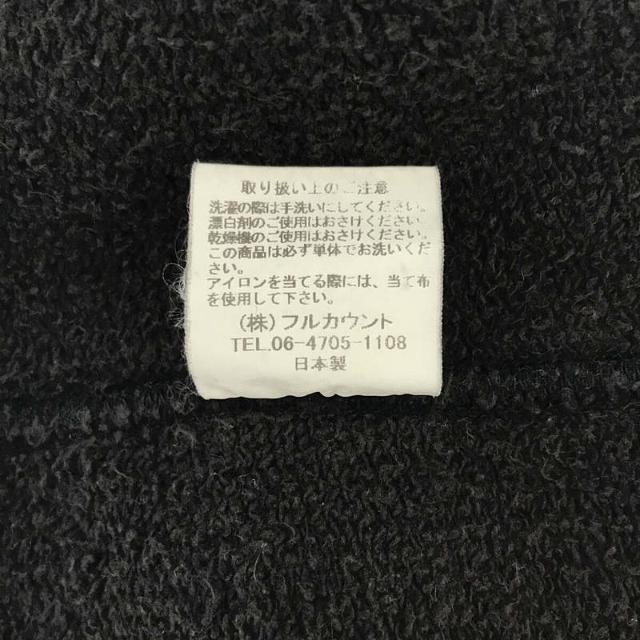 取り扱い上のご注意
洗濯の際は手洗いにしてください。
漂白剤のご使用はおさけください。
乾燥機のご使用はおさけください。
この商品は必ず単体でお洗いくだ
さい。
アイロンを当てる際には、当て布
を使用して下さい。
(株)フルカウント
TEL.06-4705-1108
日本製